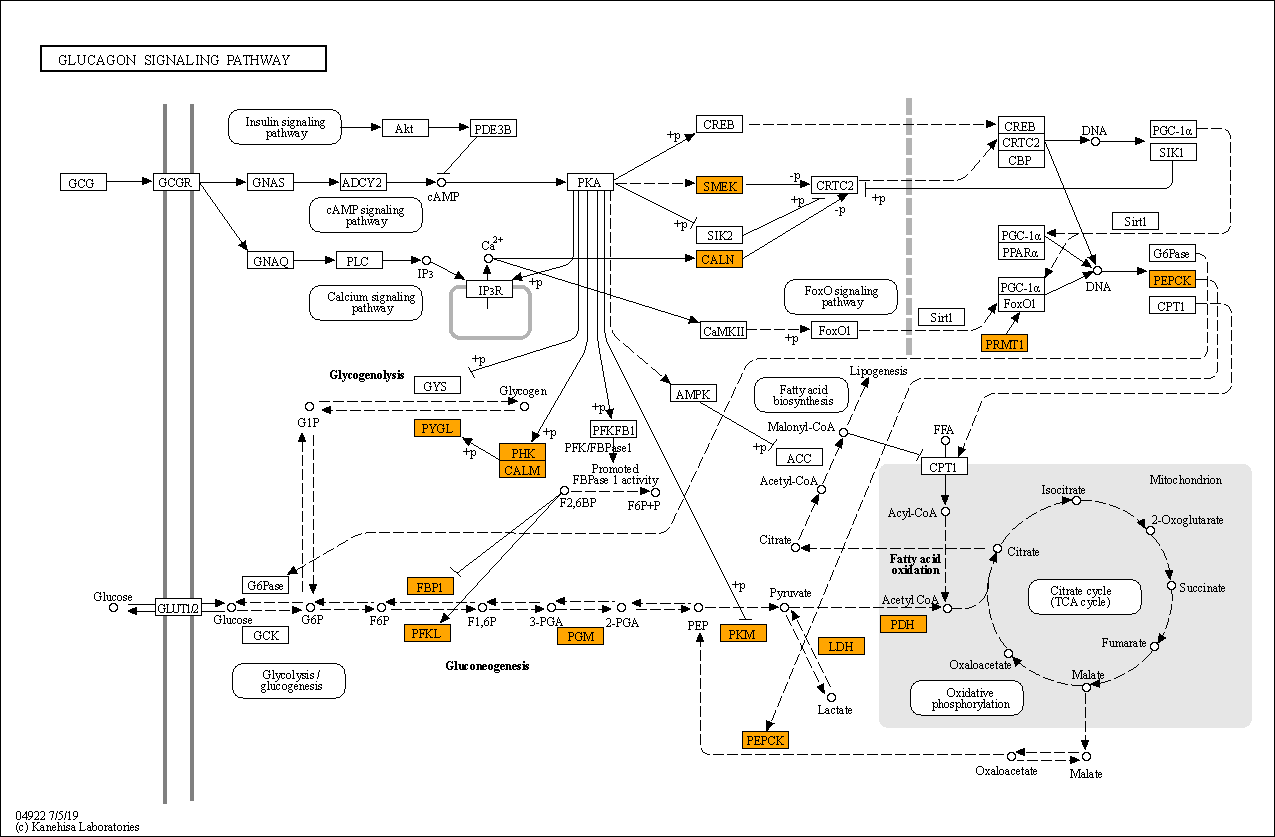 GLUCAGON SIGNALING PATHWAY
Insulin signaling
pathway
Akt
PDE3B
CREB
+p
CREB
CRTC2
CBP
DNA
PGC-1α
SIK1
GCG
GCGR
GNAS
ADCY2
cAMP
PKA
SMEK
-p
CRTC2
+p
cAMP signaling
pathway
+p
SIK2
+p
-p
Sirt1
GNAQ
PLC
IP3
Ca2+
CALN
PGC-1α
PPARα
G6Pase
IP3R
+p
DNA
PEPCK
Calcium signaling
pathway
FoxO signaling
pathway
PGC-1α
FoxO1
CPT1
CaMKII
+p
FoxO1
Sirt1
PRMT1
Glycogenolysis
GYS
+p
Glycogen
AMPK
Fatty acid
biosynthesis
Lipogenesis
G1P
PYGL
+p
PHK
CALM
+p
+p
PFKFB1
PFK/FBPase1
Promoted
FBPase 1 activity
Malonyl-CoA
+p
ACC
FFA
CPT1
Acetyl-CoA
F2,6BP
F6P+P
Citrate
Mitochondrion
Acyl-CoA
Isocitrate
2-Oxoglutarate
Fatty acid
oxidation
Citrate
Citrate cycle
(TCA cycle)
Succinate
Fumarate
Malate
Oxaloacetate
Oxidative
phosphorylation
Glucose
GLUT1/2
G6Pase
Glucose
GCK
G6P
F6P
FBP1
PFKL
F1,6P
3-PGA
PGM
2-PGA
PEP
+p
PKM
Pyruvate
LDH
Lactate
Acetyl CoA
PDH
Glycolysis /
glucogenesis
Gluconeogenesis
PEPCK
Oxaloacetate
Malate
04922 7/5/19
(c) Kanehisa Laboratories